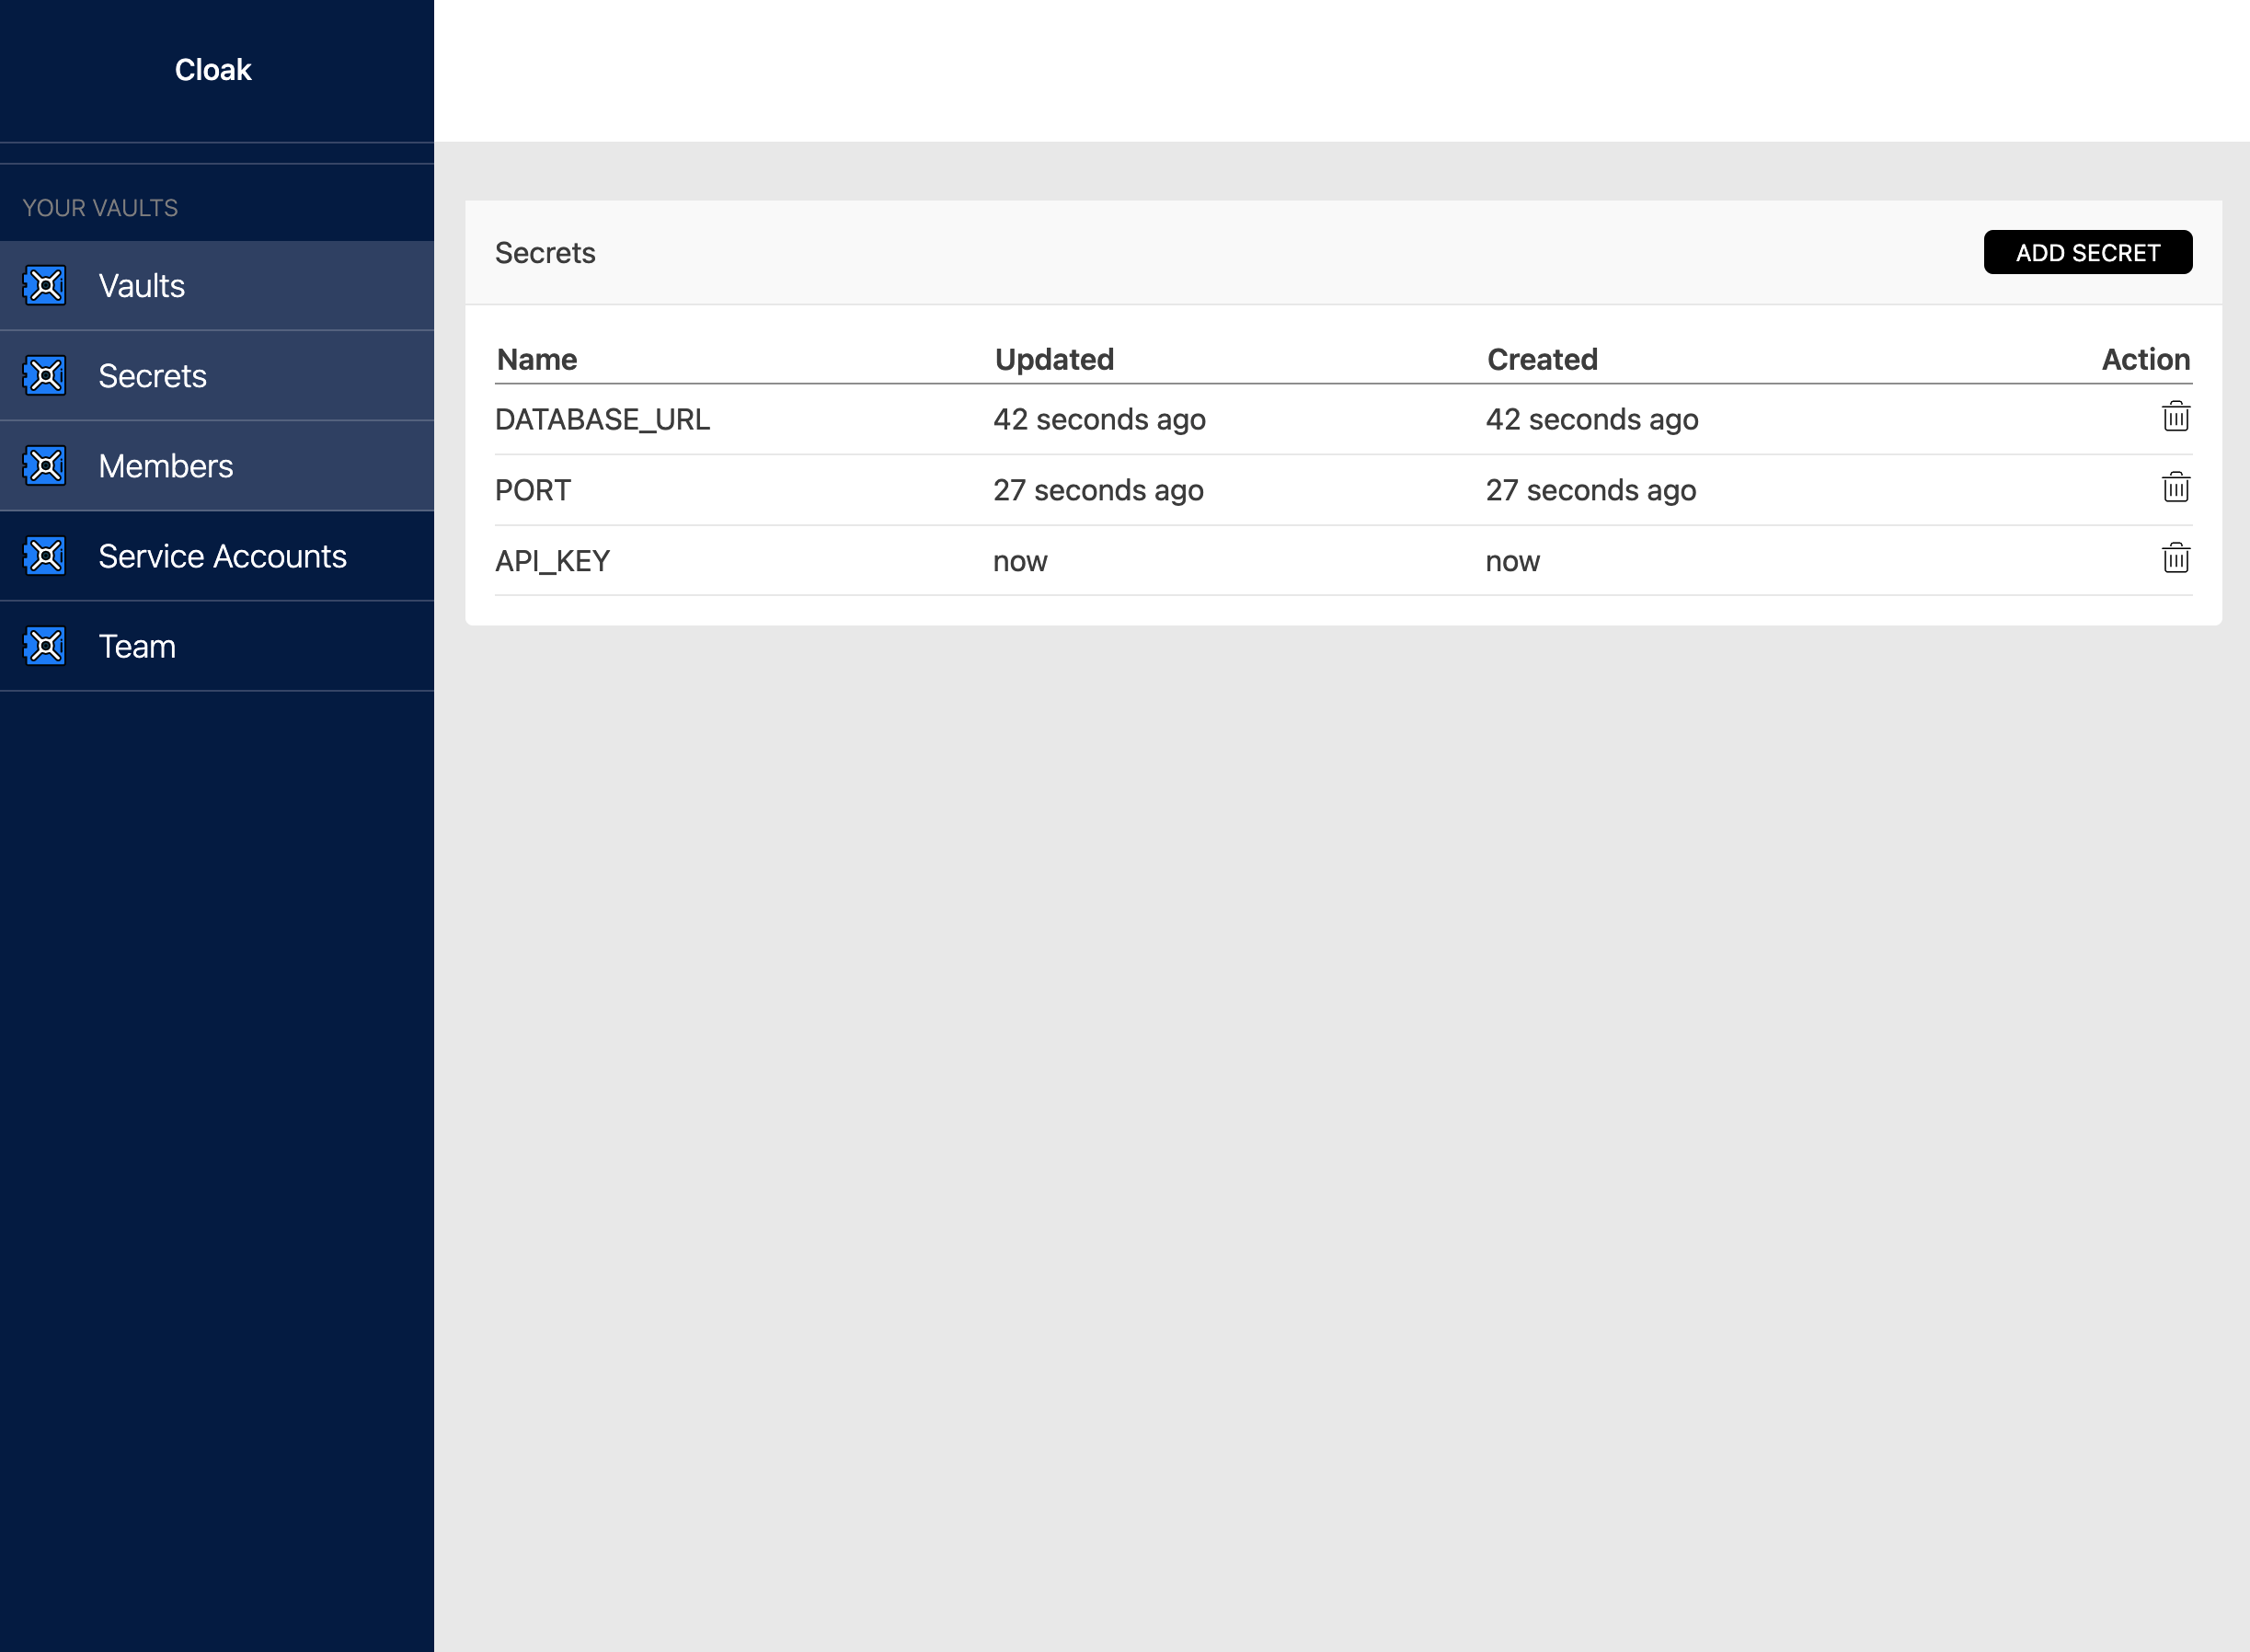 Cloak
YOUR VAULTS
Vaults
Secrets
Members
Service Accounts
Team
Secrets
ADD SECRET
Name Updated Created Action
DATABASE_URL 42 seconds ago 42 seconds ago
PORT 27 seconds ago 27 seconds ago
API_KEY now now